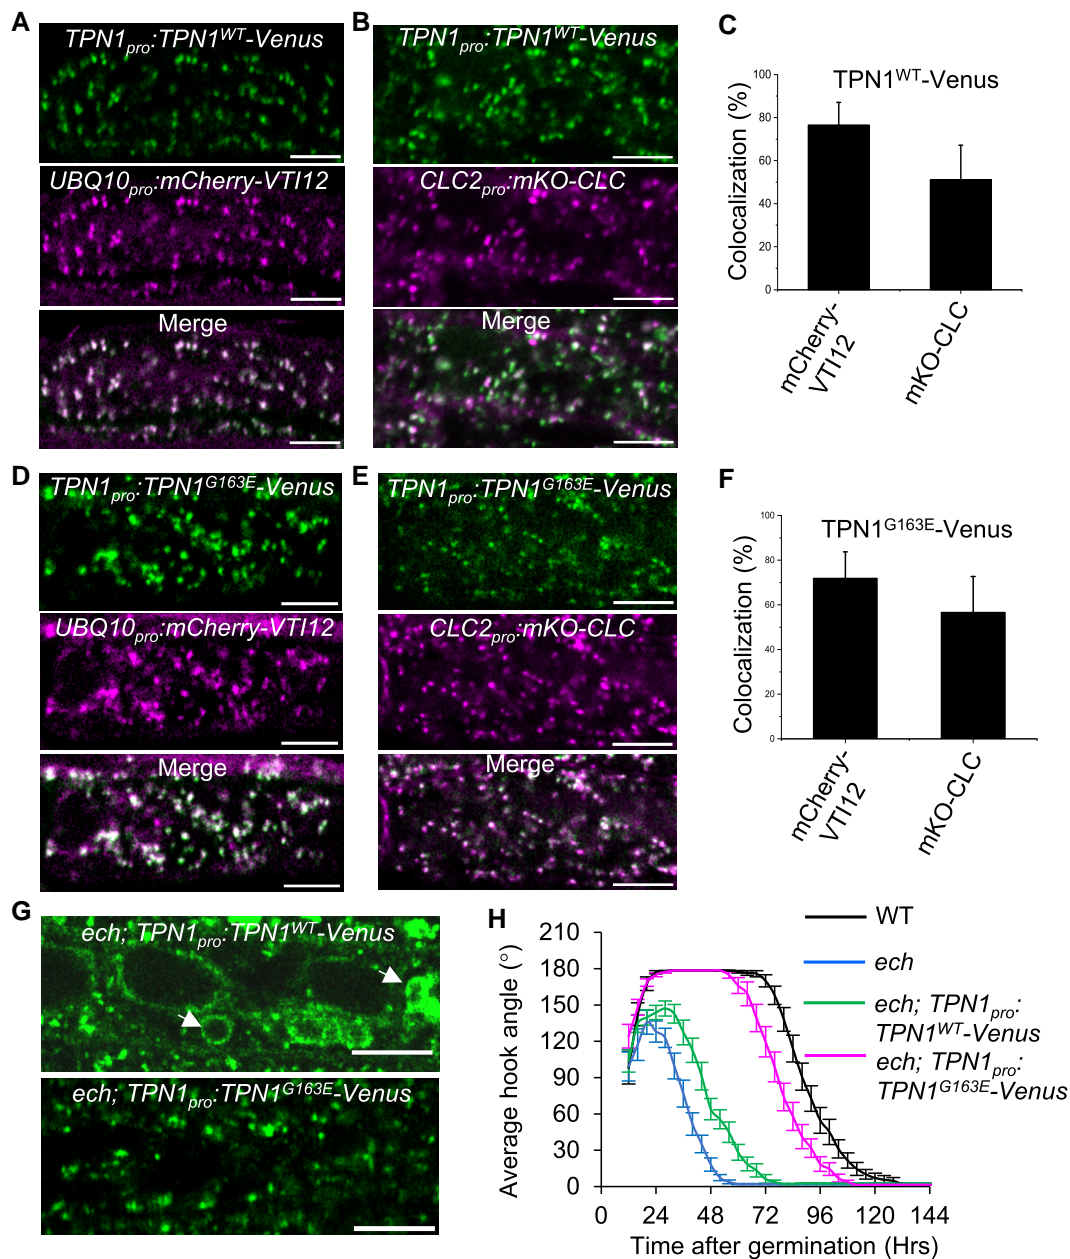 A
TPN1pro:TPN1WT-Venus
UBQ10pro:mCherry-VTI12
Merge
B
TPN1pro:TPN1WT-Venus
CLC2pro:mKO-CLC
Merge
C
TPN1WT-Venus
Colocalization (%)
100
80
60
40
20
0
mCherry-
VTI12
mKO-CLC
D
TPN1pro:TPN1G163E-Venus
UBQ10pro:mCherry-VTI12
Merge
E
TPN1pro:TPN1G163E-Venus
CLC2pro:mKO-CLC
Merge
F
TPN1G163E-Venus
Colocalization (%)
100
80
60
40
20
0
mCherry-
VTI12
mKO-CLC
G
ech; TPN1pro:TPN1WT-Venus
ech; TPN1pro:TPN1G163E-Venus
H
Average hook angle (°)
210
180
150
120
90
60
30
0
0 24 48 72 96 120 144
Time after germination (Hrs)
WT
ech
ech; TPN1pro:
TPN1WT-Venus
ech; TPN1pro:
TPN1G163E-Venus